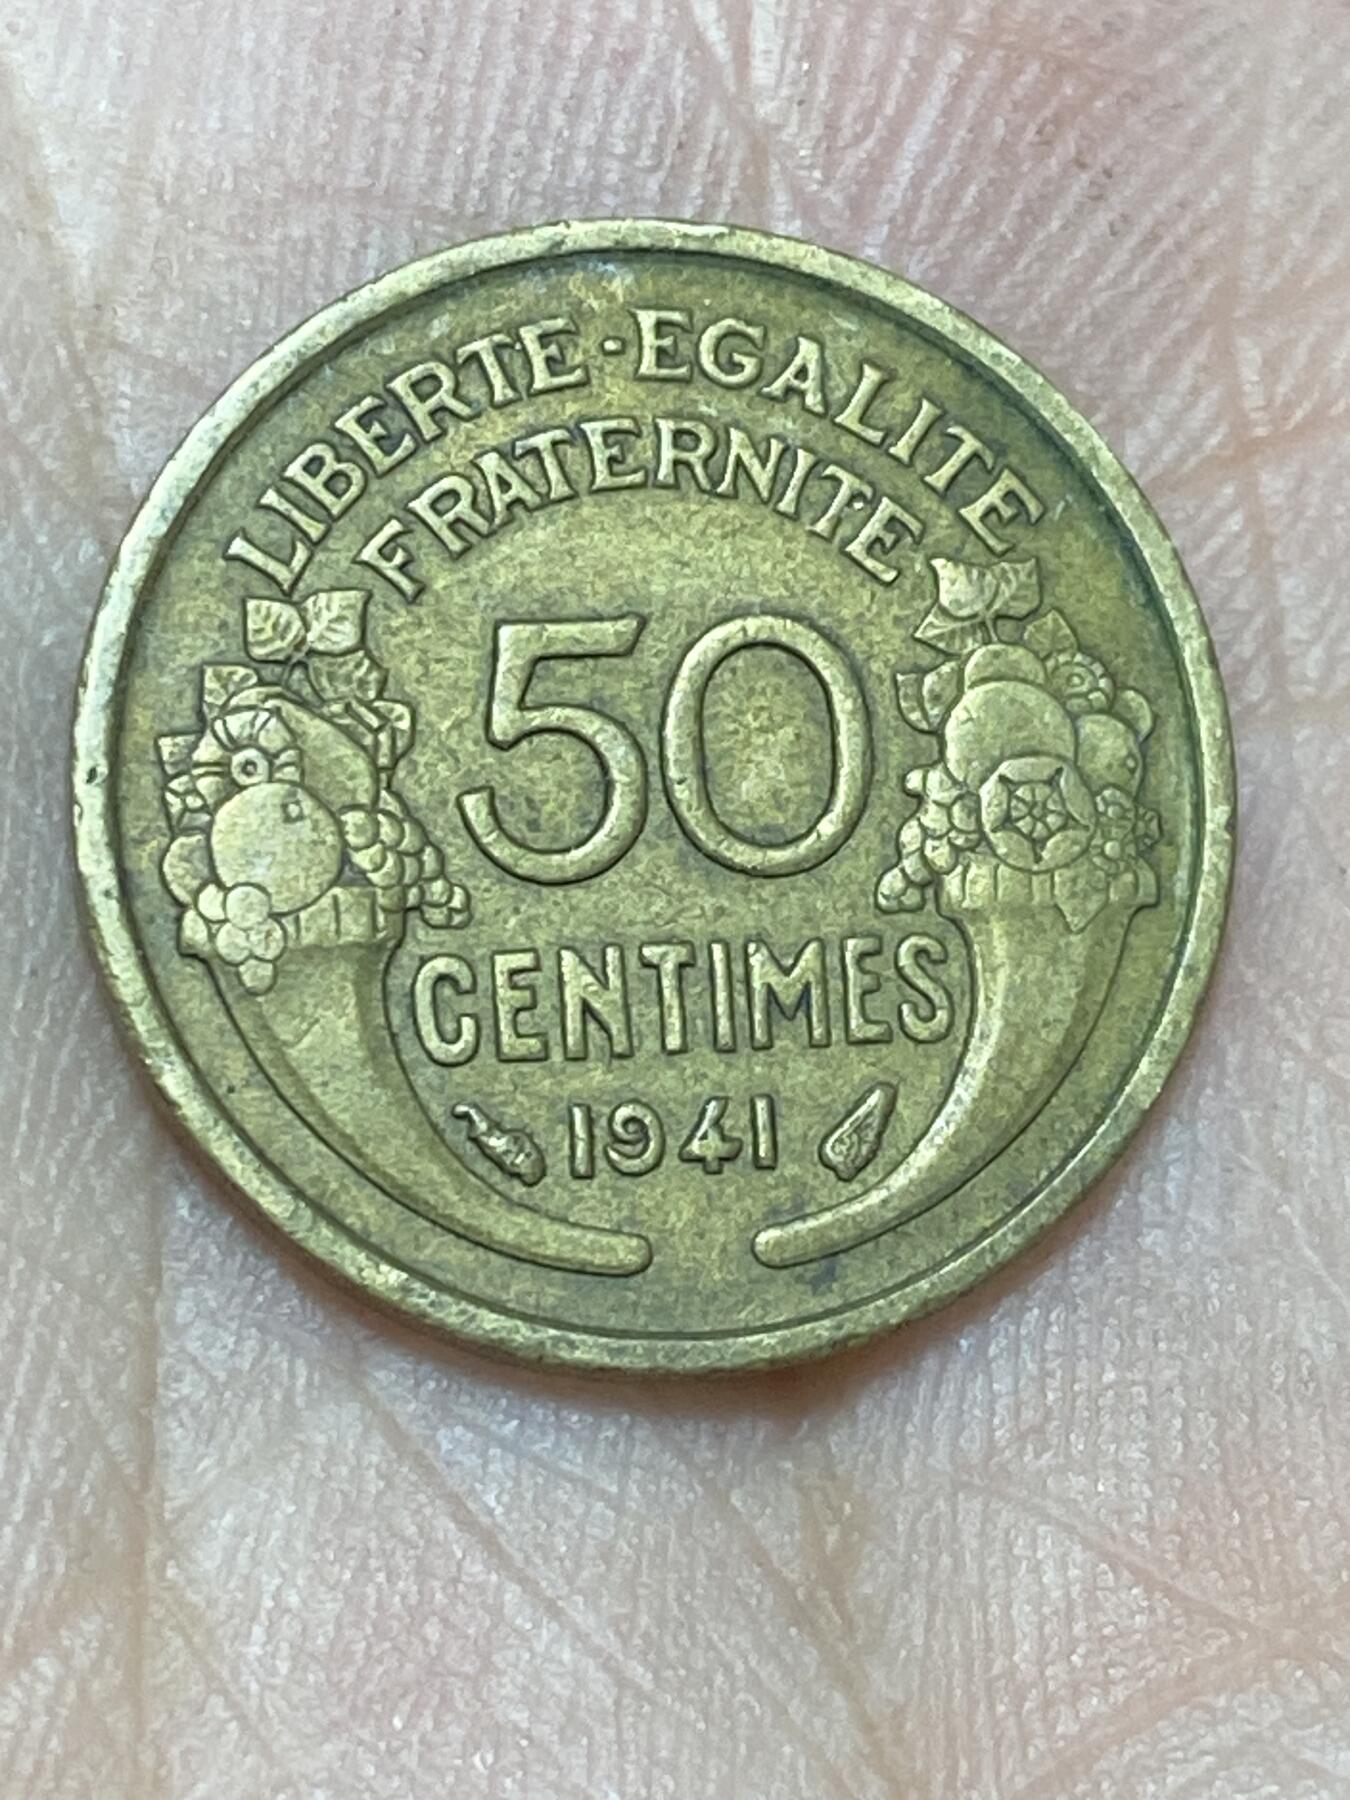 LIBERTE·EGALITE
FRATERNITE
50
CENTIMES
1941